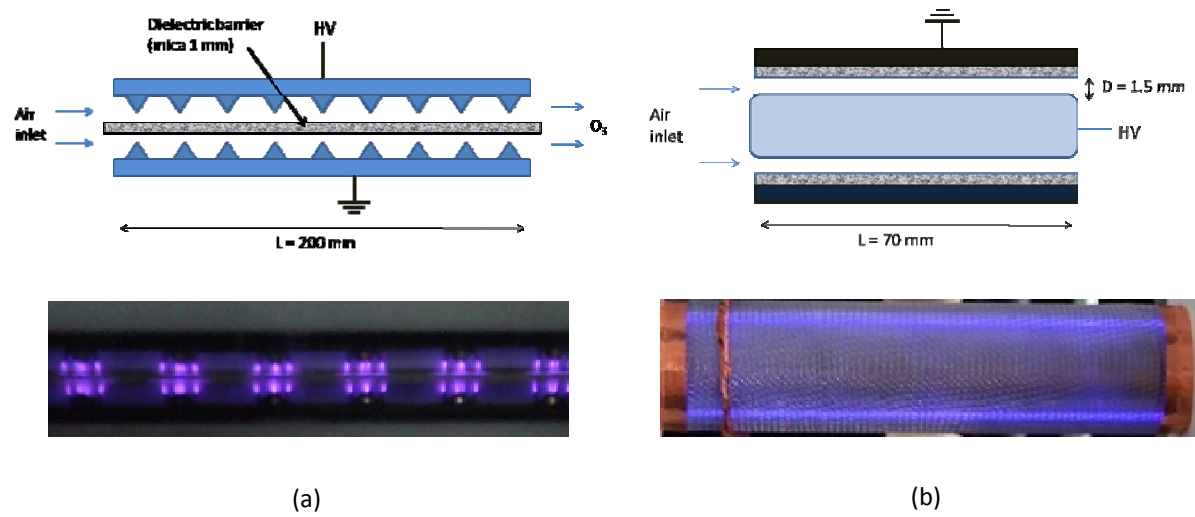 Dielectric barrier
(mica 1 mm)
HV
Air
inlet
O₃
L = 200 mm
D = 1.5 mm
Air
inlet
HV
L = 70 mm
(a)
(b)